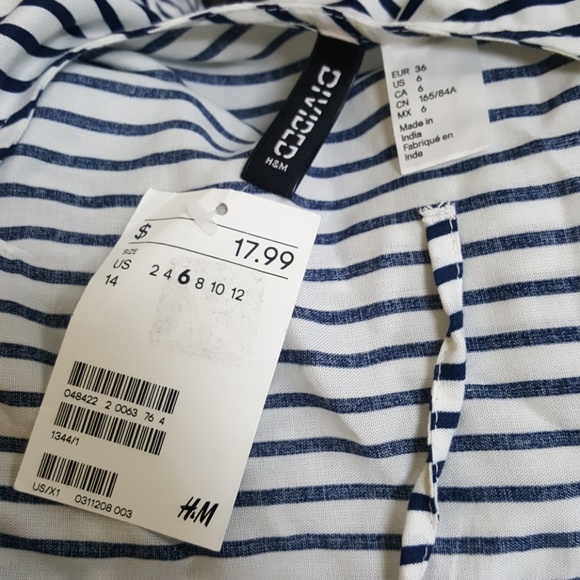 DIVIDED
H&M
EUR 36
US 6
CA 6
CN 165/84A
MX 6
Made in
India
Fabriqué en
Inde
$ 17.99
SIZE
US 2 4 6 8 10 12
14
048422 2 0063 76 4
1344/1
US/X1 0311208 003
H&M